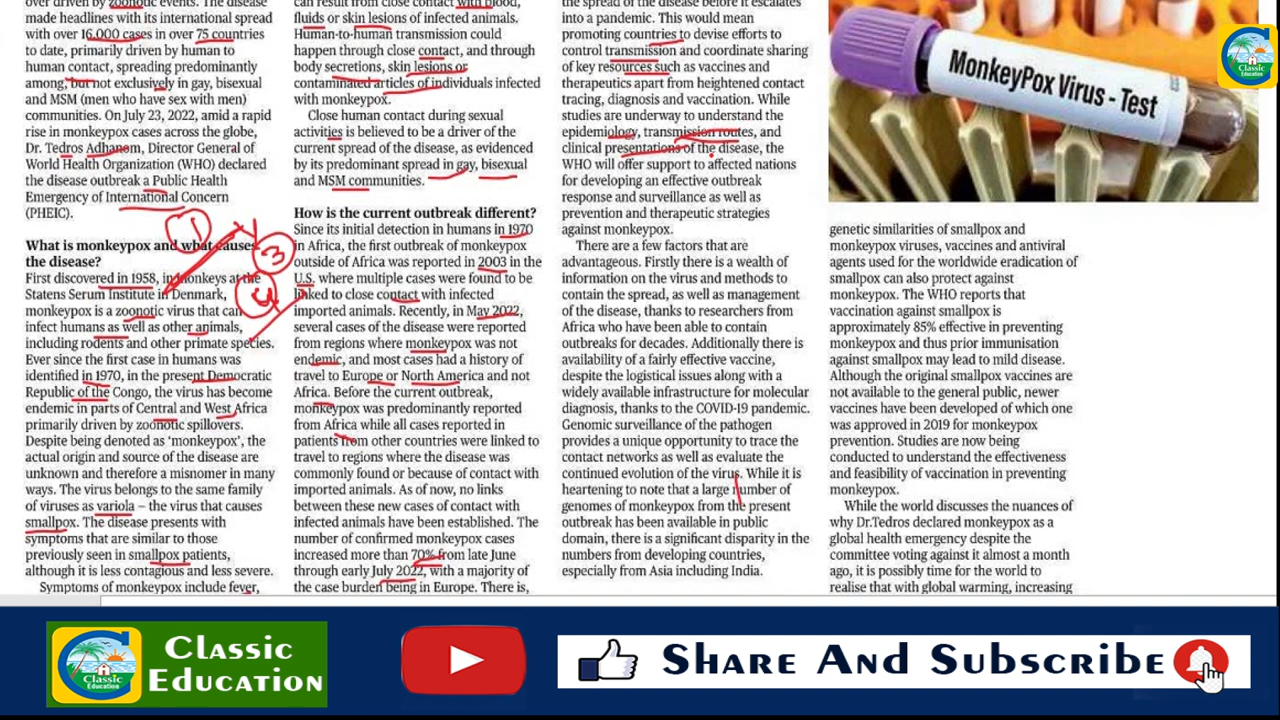 over driven by zoonotic events. The disease
made headlines with its international spread
with over 16,000 cases in over 75 countries
to date, primarily driven by human to
human contact, spreading predominantly
among, but not exclusively in gay, bisexual
and MSM (men who have sex with men)
communities. On July 23, 2022, amid a rapid
rise in monkeypox cases across the globe,
Dr. Tedros Adhanom, Director General of
World Health Organization (WHO) declared
the disease outbreak a Public Health
Emergency of International Concern
(PHEIC).
What is monkeypox and what causes
the disease?
First discovered in 1958, in monkeys at the
Statens Serum Institute in Denmark,
monkeypox is a zoonotic virus that can
infect humans as well as other animals,
including rodents and other primate species.
Ever since the first case in humans was
identified in 1970, in the present Democratic
Republic of the Congo, the virus has become
endemic in parts of Central and West Africa
primarily driven by zoonotic spillovers.
Despite being denoted as ‘monkeypox’, the
actual origin and source of the disease are
unknown and therefore a misnomer in many
ways. The virus belongs to the same family
of viruses as variola – the virus that causes
smallpox. The disease presents with
symptoms that are similar to those
previously seen in smallpox patients,
although it is less contagious and less severe.
Symptoms of monkeypox include fever,
1
3
4
can result from close contact with blood,
fluids or skin lesions of infected animals.
Human-to-human transmission could
happen through close contact, and through
body secretions, skin lesions or
contaminated articles of individuals infected
with monkeypox.
Close human contact during sexual
activities is believed to be a driver of the
current spread of the disease, as evidenced
by its predominant spread in gay, bisexual
and MSM communities.
How is the current outbreak different?
Since its initial detection in humans in 1970
in Africa, the first outbreak of monkeypox
outside of Africa was reported in 2003 in the
U.S. where multiple cases were found to be
linked to close contact with infected
imported animals. Recently, in May 2022,
several cases of the disease were reported
from regions where monkeypox was not
endemic, and most cases had a history of
travel to Europe or North America and not
Africa. Before the current outbreak,
monkeypox was predominantly reported
from Africa while all cases reported in
patients from other countries were linked to
travel to regions where the disease was
commonly found or because of contact with
imported animals. As of now, no links
between these new cases of contact with
infected animals have been established. The
number of confirmed monkeypox cases
increased more than 70% from late June
through early July 2022, with a majority of
the case burden being in Europe. There is,
the spread of the disease before it escalates
into a pandemic. This would mean
promoting countries to devise efforts to
control transmission and coordinate sharing
of key resources such as vaccines and
therapeutics apart from heightened contact
tracing, diagnosis and vaccination. While
studies are underway to understand the
epidemiology, transmission routes, and
clinical presentations of the disease, the
WHO will offer support to affected nations
for developing an effective outbreak
response and surveillance as well as
prevention and therapeutic strategies
against monkeypox.
There are a few factors that are
advantageous. Firstly there is a wealth of
information on the virus and methods to
contain the spread, as well as management
of the disease, thanks to researchers from
Africa who have been able to contain
outbreaks for decades. Additionally there is
availability of a fairly effective vaccine,
despite the logistical issues along with a
widely available infrastructure for molecular
diagnosis, thanks to the COVID-19 pandemic.
Genomic surveillance of the pathogen
provides a unique opportunity to trace the
contact networks as well as evaluate the
continued evolution of the virus. While it is
heartening to note that a large number of
genomes of monkeypox from the present
outbreak has been available in public
domain, there is a significant disparity in the
numbers from developing countries,
especially from Asia including India.
MonkeyPox Virus - Test
Classic
Education
genetic similarities of smallpox and
monkeypox viruses, vaccines and antiviral
agents used for the worldwide eradication of
smallpox can also protect against
monkeypox. The WHO reports that
vaccination against smallpox is
approximately 85% effective in preventing
monkeypox and thus prior immunisation
against smallpox may lead to mild disease.
Although the original smallpox vaccines are
not available to the general public, newer
vaccines have been developed of which one
was approved in 2019 for monkeypox
prevention. Studies are now being
conducted to understand the effectiveness
and feasibility of vaccination in preventing
monkeypox.
While the world discusses the nuances of
why Dr.Tedros declared monkeypox as a
global health emergency despite the
committee voting against it almost a month
ago, it is possibly time for the world to
realise that with global warming, increasing
Classic
Education
Classic
Education
Share And Subscribe